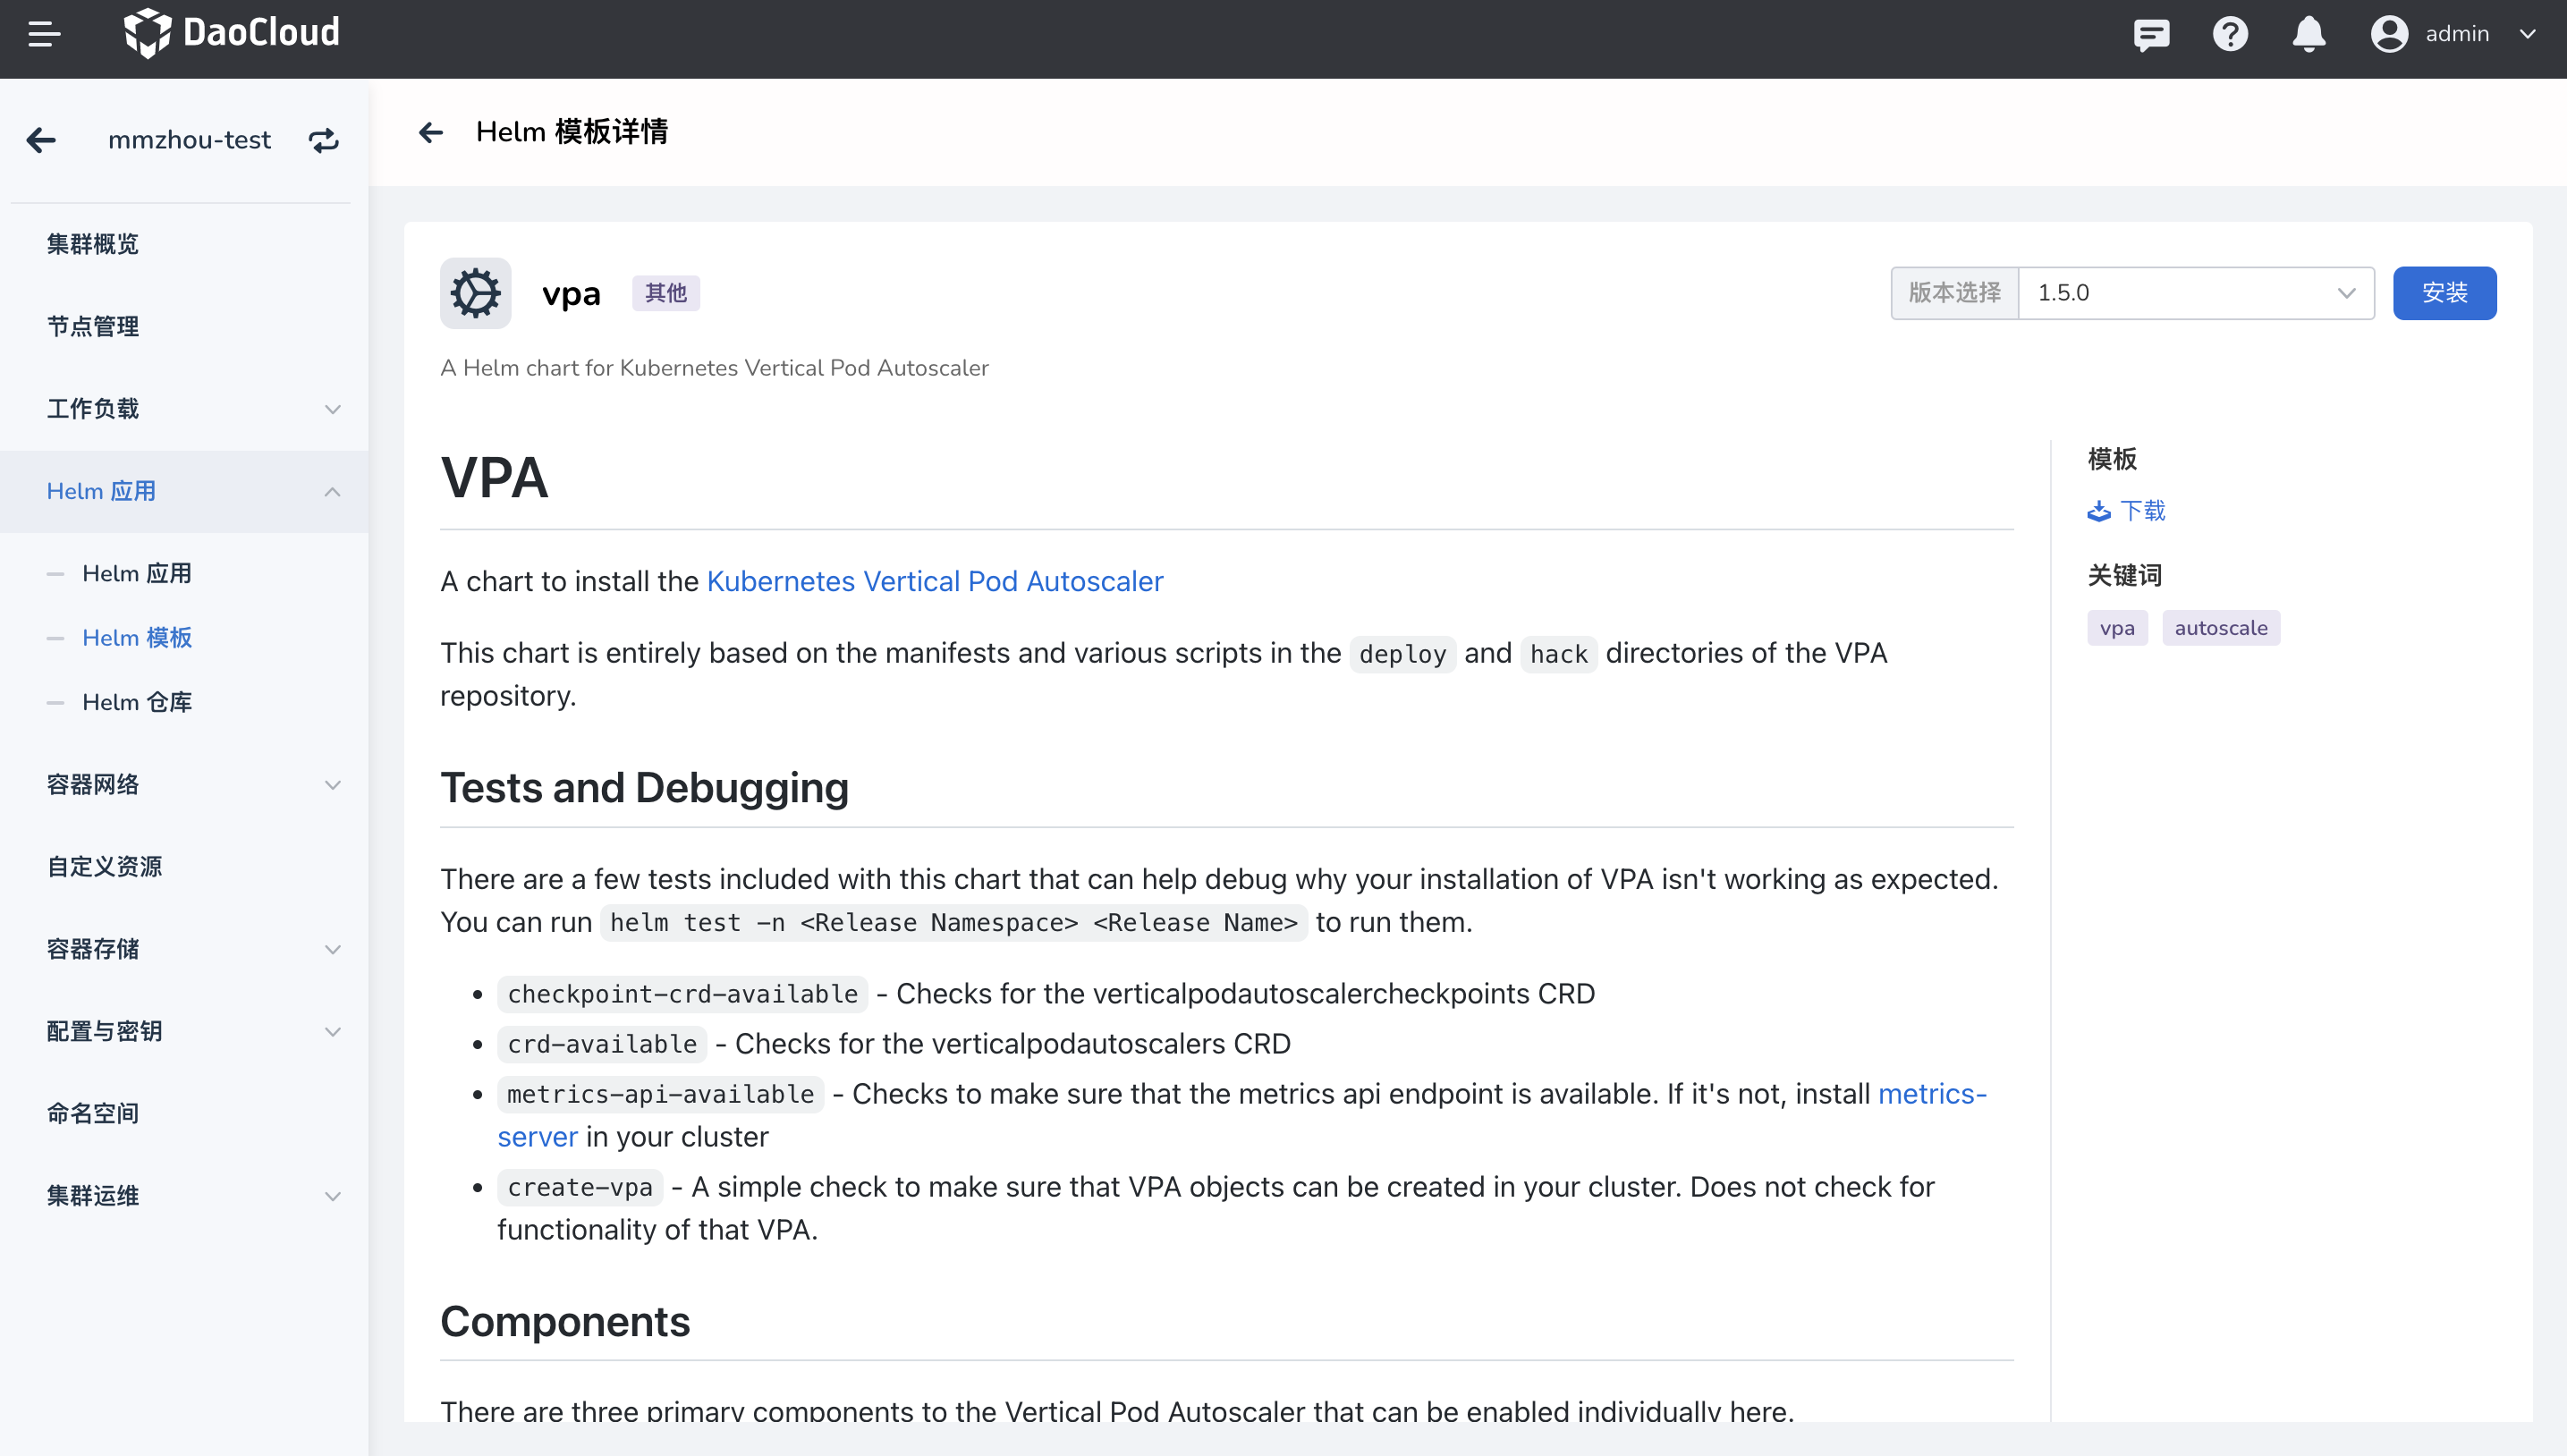 DaoCloud
admin
mmzhou-test
集群概览
节点管理
工作负载
Helm 应用
Helm 应用
Helm 模板
Helm 仓库
容器网络
自定义资源
容器存储
配置与密钥
命名空间
集群运维
Helm 模板详情
vpa 其他
版本选择 1.5.0 安装
A Helm chart for Kubernetes Vertical Pod Autoscaler
VPA
A chart to install the Kubernetes Vertical Pod Autoscaler
This chart is entirely based on the manifests and various scripts in the deploy and hack directories of the VPA
repository.
Tests and Debugging
There are a few tests included with this chart that can help debug why your installation of VPA isn't working as expected.
You can run helm test -n <Release Namespace> <Release Name> to run them.
• checkpoint-crd-available - Checks for the verticalpodautoscalercheckpoints CRD
• crd-available - Checks for the verticalpodautoscalers CRD
• metrics-api-available - Checks to make sure that the metrics api endpoint is available. If it's not, install metrics-
server in your cluster
• create-vpa - A simple check to make sure that VPA objects can be created in your cluster. Does not check for
functionality of that VPA.
Components
There are three primary components to the Vertical Pod Autoscaler that can be enabled individually here.
模板
下载
关键词
vpa autoscale